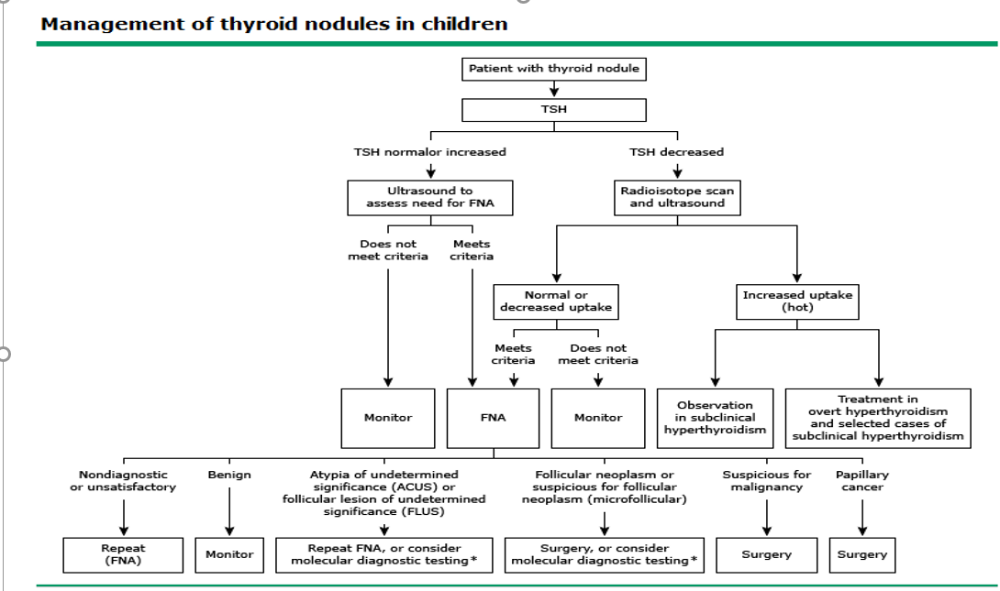 Management of thyroid nodules in children
Patient with thyroid nodule
TSH
TSH normalor increased
TSH decreased
Ultrasound to
assess need for FNA
Radioisotope scan
and ultrasound
Does not
meet criteria
Meets
criteria
Normal or
decreased uptake
Increased uptake
(hot)
Meets
criteria
Does not
meet criteria
Monitor
FNA
Monitor
Observation
in subclinical
hyperthyroidism
Treatment in
overt hyperthyroidism
and selected cases of
subclinical hyperthyroidism
Nondiagnostic
or unsatisfactory
Benign
Atypia of undetermined
significance (ACUS) or
follicular lesion of undetermined
significance (FLUS)
Follicular neoplasm or
suspicious for follicular
neoplasm (microfollicular)
Suspicious for
malignancy
Papillary
cancer
Repeat
(FNA)
Monitor
Repeat FNA, or consider
molecular diagnostic testing*
Surgery, or consider
molecular diagnostic testing*
Surgery
Surgery